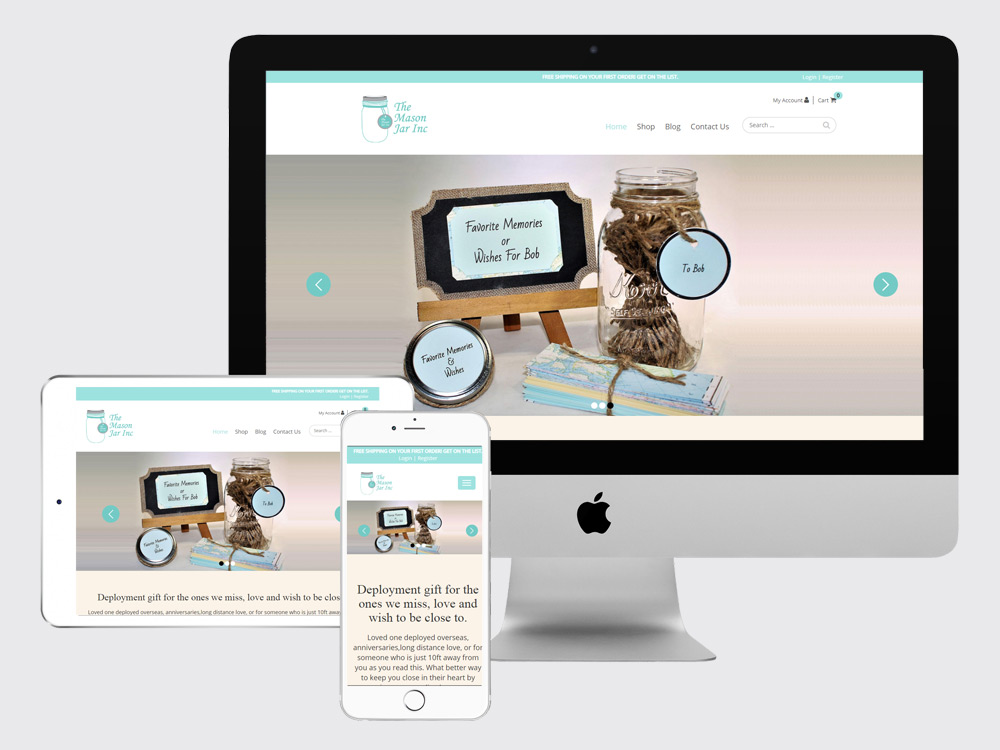 FREE SHIPPING ON YOUR FIRST ORDER! GET ON THE LIST.
Login | Register
My Account | Cart 0
The
Mason
Jar Inc
Home Shop Blog Contact Us Search ...
Favorite Memories
or
Wishes For Bob
To Bob
Favorite Memories
&
Wishes
FREE SHIPPING ON YOUR FIRST ORDER! GET ON THE LIST.
Login | Register
My Account
The
Mason
Jar Inc
Home Shop Blog Contact Us Search ...
Favorite Memories
or
Wishes For Bob
To Bob
Favorite Memories
&
Wishes
Deployment gift for the ones we miss, love and wish to be clos
Loved one deployed overseas, anniversaries,long distance love, or for someone who is just 10ft awa
FREE SHIPPING ON YOUR FIRST ORDER! GET ON THE LIST.
Login | Register
The
Mason
Jar Inc
Deployment gift for the
ones we miss, love and
wish to be close to.
Loved one deployed overseas,
anniversaries,long distance love, or for
someone who is just 10ft away from
you as you read this. What better way
to keep you close in their heart by